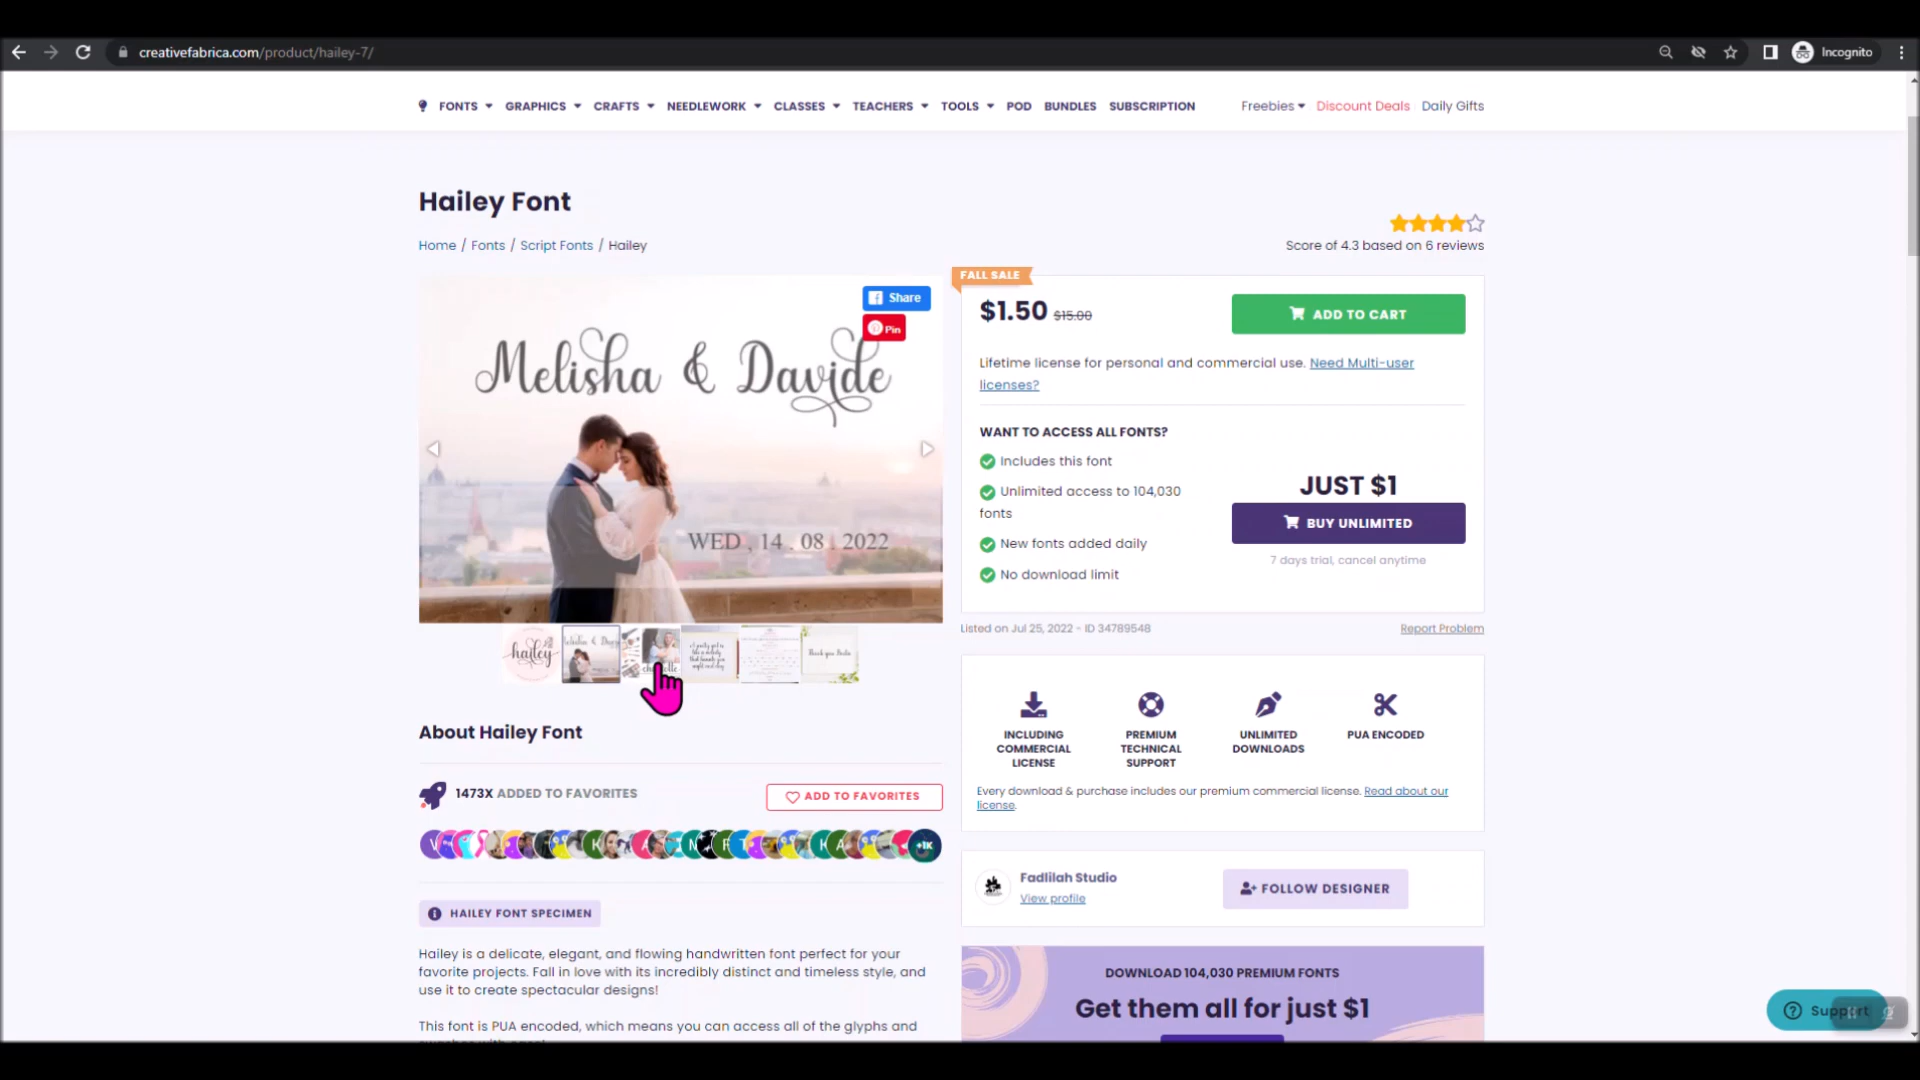 creativefabrica.com/product/hailey-7/
Incognito
FONTS GRAPHICS CRAFTS NEEDLEWORK CLASSES TEACHERS TOOLS POD BUNDLES SUBSCRIPTION Freebies Discount Deals Daily Gifts
Hailey Font
Score of 4.3 based on 6 reviews
Home / Fonts / Script Fonts / Hailey
Share
Pin
Melisha & Davide
WED . 14 . 08 . 2022
hailey
Melisha & David
Thank you
FALL SALE
$1.50 $15.00
ADD TO CART
Lifetime license for personal and commercial use. Need Multi-user
licenses?
WANT TO ACCESS ALL FONTS?
Includes this font
Unlimited access to 104,030
fonts
New fonts added daily
No download limit
JUST $1
BUY UNLIMITED
7 days trial, cancel anytime
Listed on Jul 25, 2022 - ID 34789548
Report Problem
INCLUDING
COMMERCIAL
LICENSE
PREMIUM
TECHNICAL
SUPPORT
UNLIMITED
DOWNLOADS
PUA ENCODED
Every download & purchase includes our premium commercial license. Read about our
license.
About Hailey Font
1473X ADDED TO FAVORITES
ADD TO FAVORITES
+1K
HAILEY FONT SPECIMEN
Hailey is a delicate, elegant, and flowing handwritten font perfect for your
favorite projects. Fall in love with its incredibly distinct and timeless style, and
use it to create spectacular designs!
This font is PUA encoded, which means you can access all of the glyphs and
Fadlilah Studio
View profile
FOLLOW DESIGNER
DOWNLOAD 104,030 PREMIUM FONTS
Get them all for just $1
Support